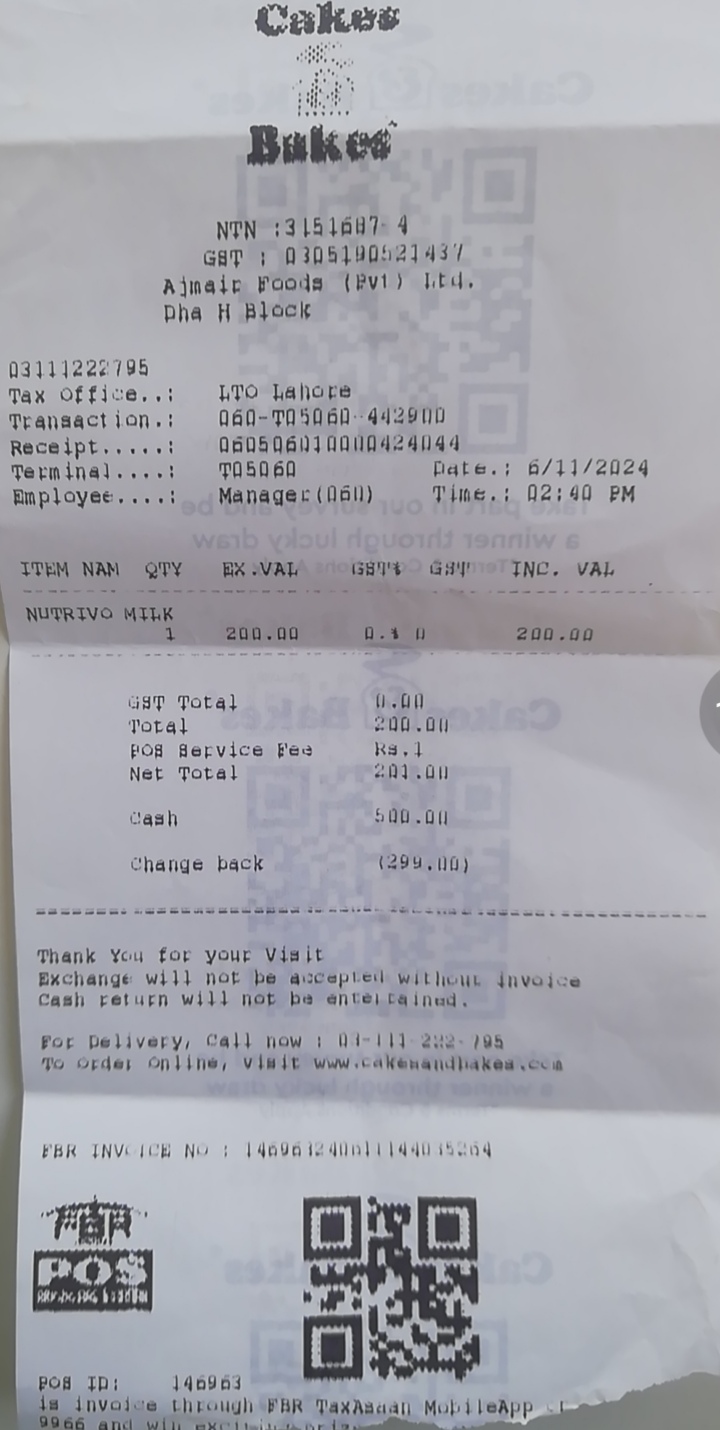 Cakes
Bakes
NTN :3151687-4
GST : 0305190521437
Ajmair Foods (Pvt) Ltd.
Dha H Block
03111222795
Tax Office..: LTO Lahore
Transaction.: 060-T05060-442900
Receipt.....: 060506010000424044
Terminal....: T05060 Date.: 6/11/2024
Employee....: Manager(060) Time.: 02:40 PM
ITEM NAM QTY EX.VAL GST% GST INC. VAL
NUTRIVO MILK
1 200.00 0.% 0 200.00
GST Total 0.00
Total 200.00
POS Service Fee Rs.1
Net Total 201.00
Cash 500.00
Change back (299.00)
Thank You for your Visit
Exchange will not be accepted without invoice
Cash return will not be entertained.
For Delivery, Call now : 03-111-222-795
To Order Online, Visit www.cakesandbakes.com
FBR INVOICE NO :
FBR
POS
POS ID: 146963
is invoice through FBR TaxAsaan MobileApp
9966 and win